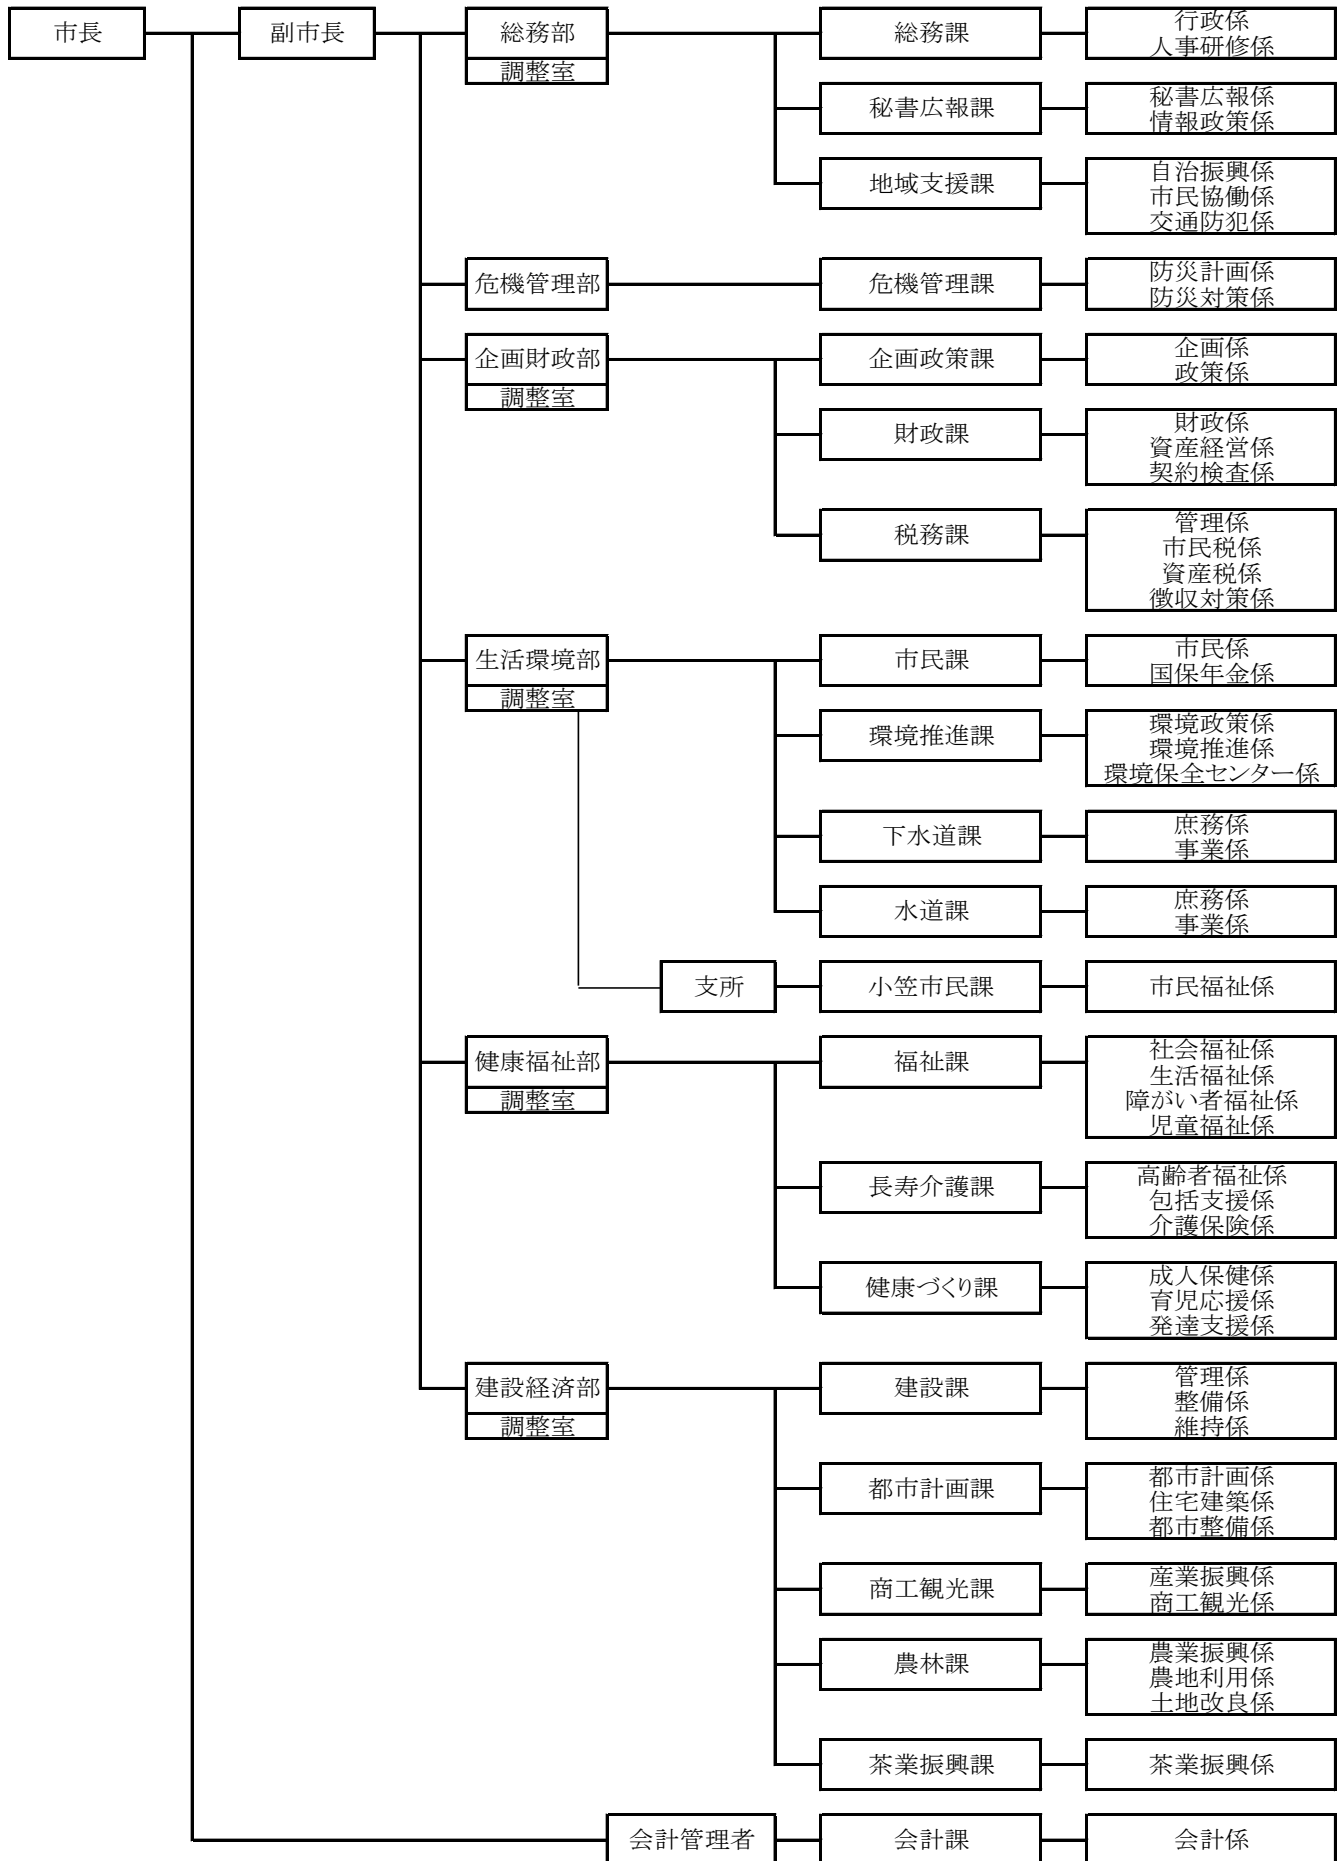 市長
副市長
総務部
調整室
総務課
行政係
人事研修係
秘書広報課
秘書広報係
情報政策係
地域支援課
自治振興係
市民協働係
交通防犯係
危機管理部
危機管理課
防災計画係
防災対策係
企画財政部
調整室
企画政策課
企画係
政策係
財政課
財政係
資産経営係
契約検査係
税務課
管理係
市民税係
資産税係
徴収対策係
生活環境部
調整室
市民課
市民係
国保年金係
環境推進課
環境政策係
環境推進係
環境保全センター係
下水道課
庶務係
事業係
水道課
庶務係
事業係
支所
小笠市民課
市民福祉係
健康福祉部
調整室
福祉課
社会福祉係
生活福祉係
障がい者福祉係
児童福祉係
長寿介護課
高齢者福祉係
包括支援係
介護保険係
健康づくり課
成人保健係
育児応援係
発達支援係
建設経済部
調整室
建設課
管理係
整備係
維持係
都市計画課
都市計画係
住宅建築係
都市整備係
商工観光課
産業振興係
商工観光係
農林課
農業振興係
農地利用係
土地改良係
茶業振興課
茶業振興係
会計管理者
会計課
会計係